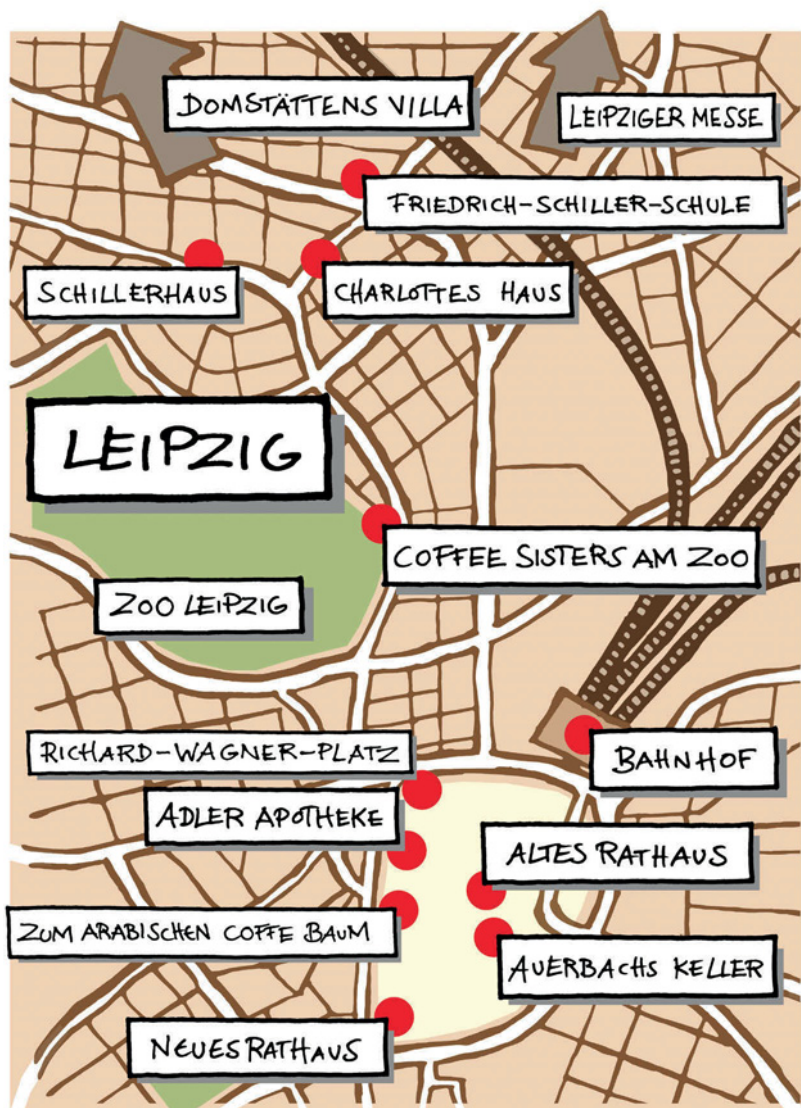 DOMSTÄTTENS VILLA
LEIPZIGER MESSE
FRIEDRICH-SCHILLER-SCHULE
SCHILLERHAUS
CHARLOTTES HAUS
LEIPZIG
COFFEE SISTERS AM ZOO
ZOO LEIPZIG
RICHARD-WAGNER-PLATZ
BAHNHOF
ADLER APOTHEKE
ALTES RATHAUS
ZUM ARABISCHEN COFFE BAUM
AUERBACHS KELLER
NEUES RATHAUS